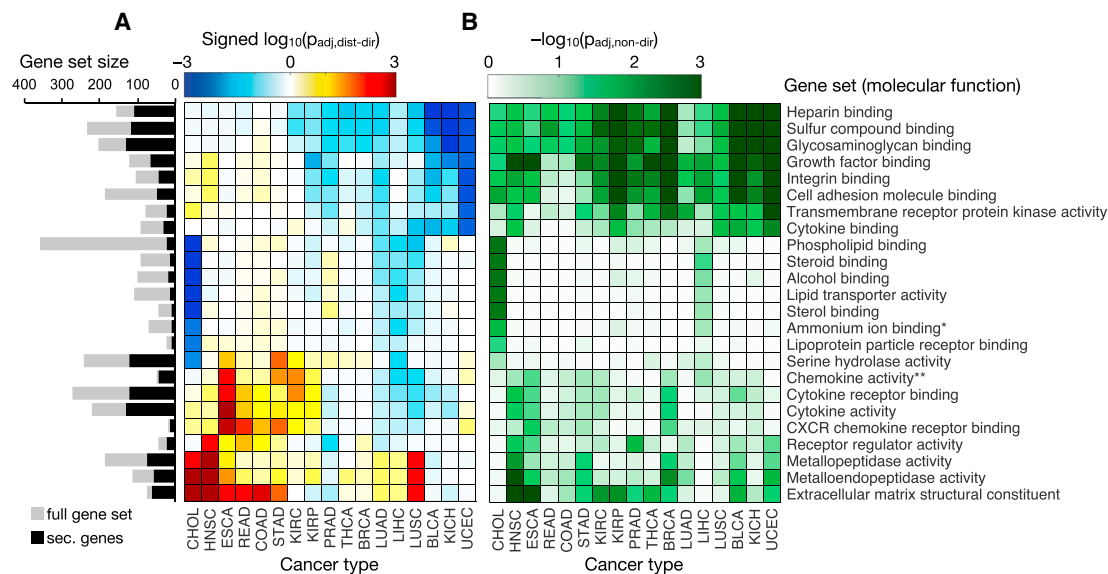 A
B
Signed log10(padj,dist-dir)
−log10(padj,non-dir)
Gene set size
−3 0 3
0 1 2 3
Gene set (molecular function)
400 300 200 100
Heparin binding
Sulfur compound binding
Glycosaminoglycan binding
Growth factor binding
Integrin binding
Cell adhesion molecule binding
Transmembrane receptor protein kinase activity
Cytokine binding
Phospholipid binding
Steroid binding
Alcohol binding
Lipid transporter activity
Sterol binding
Ammonium ion binding*
Lipoprotein particle receptor binding
Serine hydrolase activity
Chemokine activity**
Cytokine receptor binding
Cytokine activity
CXCR chemokine receptor binding
Receptor regulator activity
Metallopeptidase activity
Metalloendopeptidase activity
Extracellular matrix structural constituent
full gene set
sec. genes
CHOL HNSC ESCA READ COAD STAD KIRC KIRP PRAD THCA BRCA LUAD LIHC LUSC BLCA KICH UCEC
CHOL HNSC ESCA READ COAD STAD KIRC KIRP PRAD THCA BRCA LUAD LIHC LUSC BLCA KICH UCEC
Cancer type
Cancer type